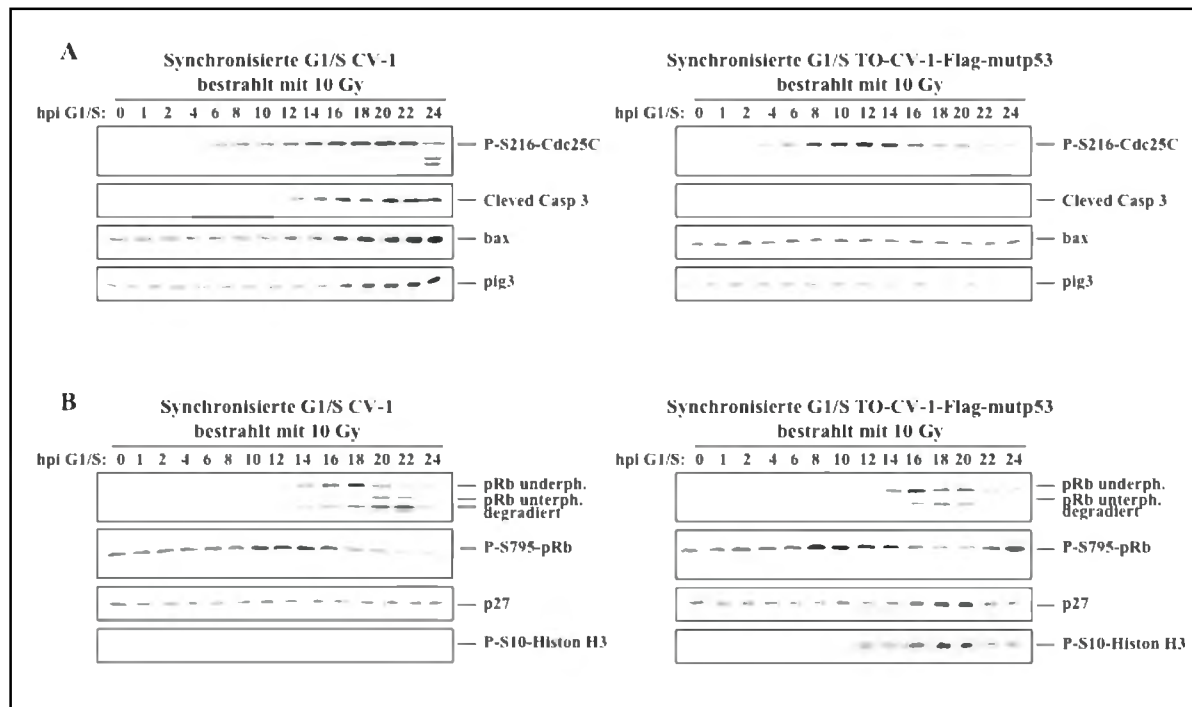 A
Synchronisierte G1/S CV-1
bestrahlt mit 10 Gy
hpi G1/S: 0 1 2 4 6 8 10 12 14 16 18 20 22 24
P-S216-Cdc25C
Cleved Casp 3
bax
pig3
Synchronisierte G1/S TO-CV-1-Flag-mutp53
bestrahlt mit 10 Gy
hpi G1/S: 0 1 2 4 6 8 10 12 14 16 18 20 22 24
P-S216-Cdc25C
Cleved Casp 3
bax
pig3
B
Synchronisierte G1/S CV-1
bestrahlt mit 10 Gy
hpi G1/S: 0 1 2 4 6 8 10 12 14 16 18 20 22 24
pRb underph.
pRb unterph.
degradiert
P-S795-pRb
p27
P-S10-Histon H3
Synchronisierte G1/S TO-CV-1-Flag-mutp53
bestrahlt mit 10 Gy
hpi G1/S: 0 1 2 4 6 8 10 12 14 16 18 20 22 24
pRb underph.
pRb unterph.
degradiert
P-S795-pRb
p27
P-S10-Histon H3